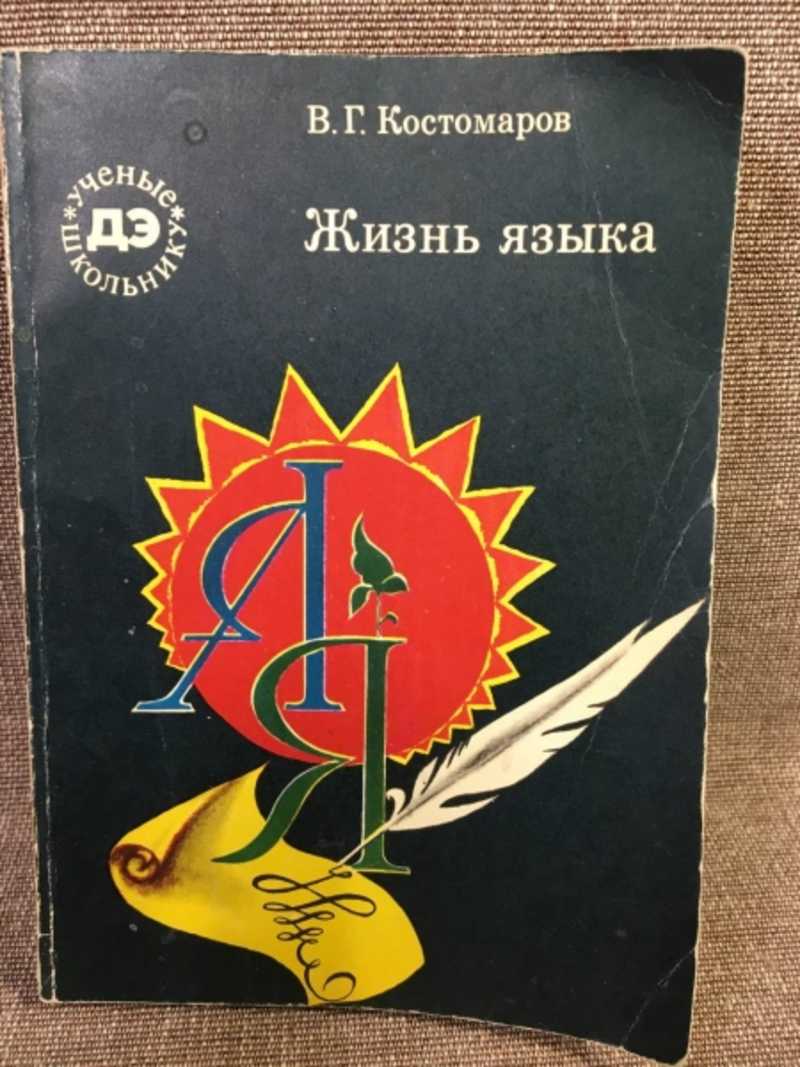 В. Г. Костомаров
Жизнь языка
*УЧЕНЫЕ*
ШКОЛЬНИКУ
ДЭ
А
Я